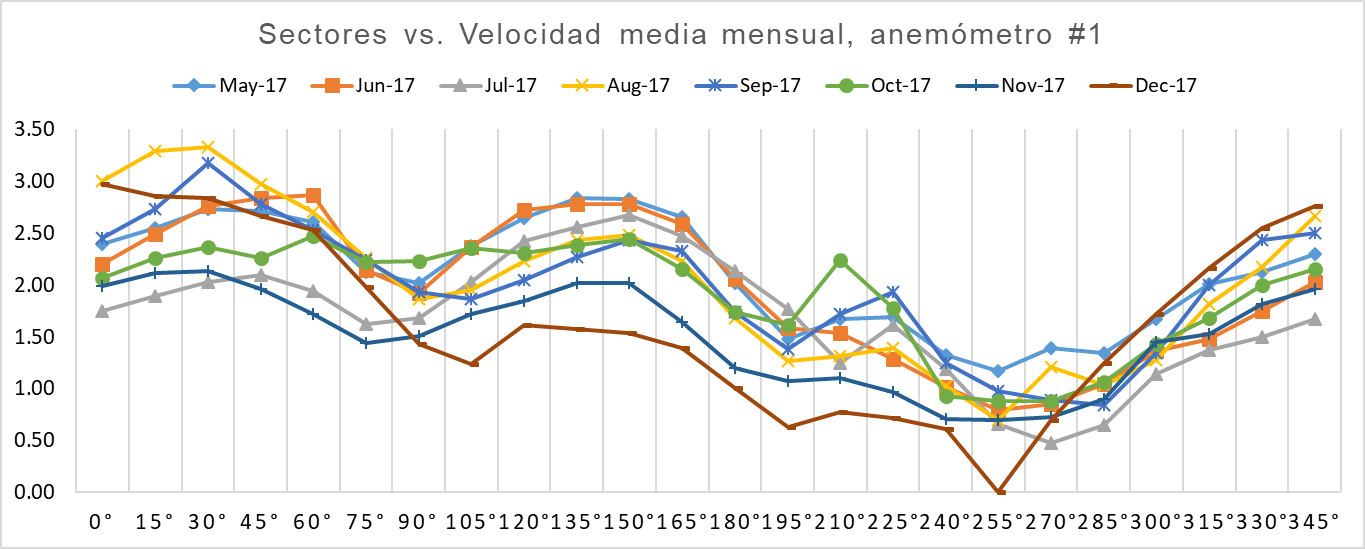 Sectores vs. Velocidad media mensual, anemómetro #1
May-17 Jun-17 Jul-17 Aug-17 Sep-17 Oct-17 Nov-17 Dec-17
3.50
3.00
2.50
2.00
1.50
1.00
0.50
0.00
0° 15° 30° 45° 60° 75° 90° 105° 120° 135° 150° 165° 180° 195° 210° 225° 240° 255° 270° 285° 300° 315° 330° 345°